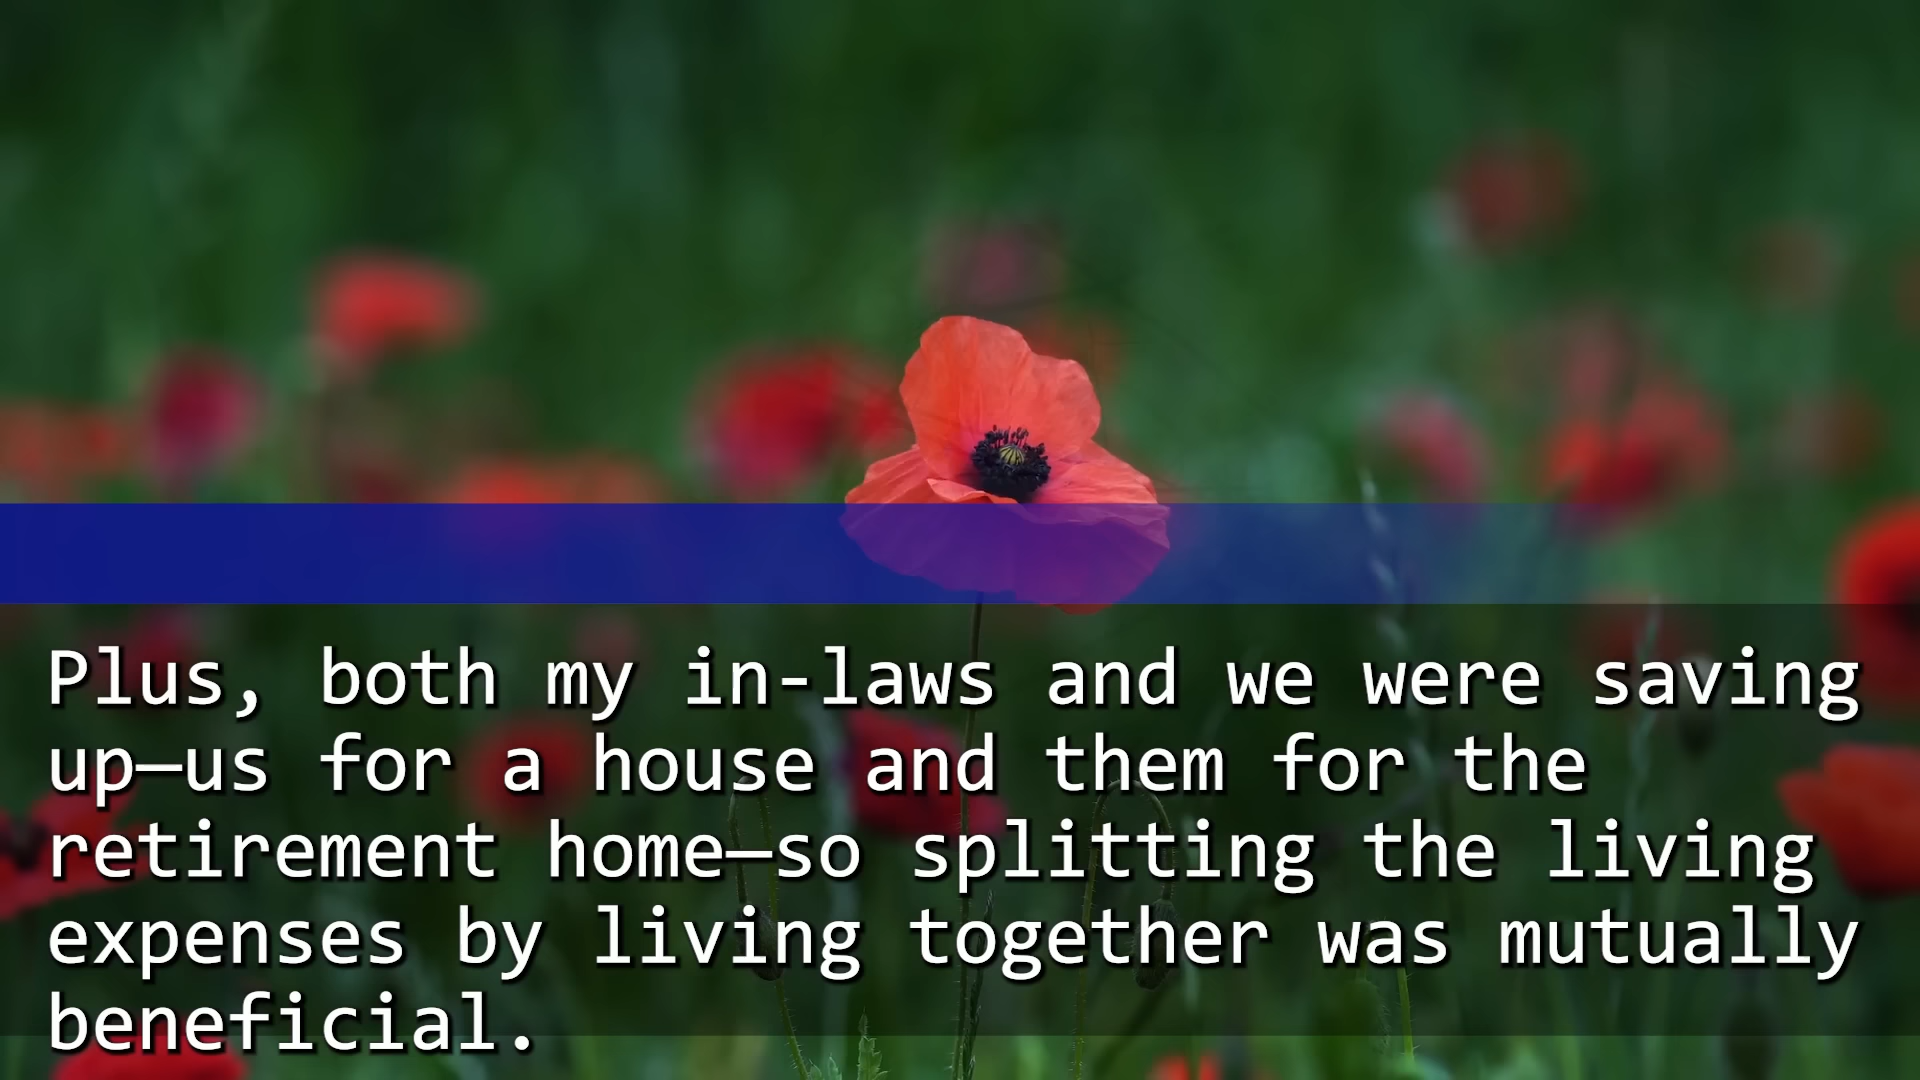 Plus, both my in-laws and we were saving
up—us for a house and them for the
retirement home—so splitting the living
expenses by living together was mutually
beneficial.